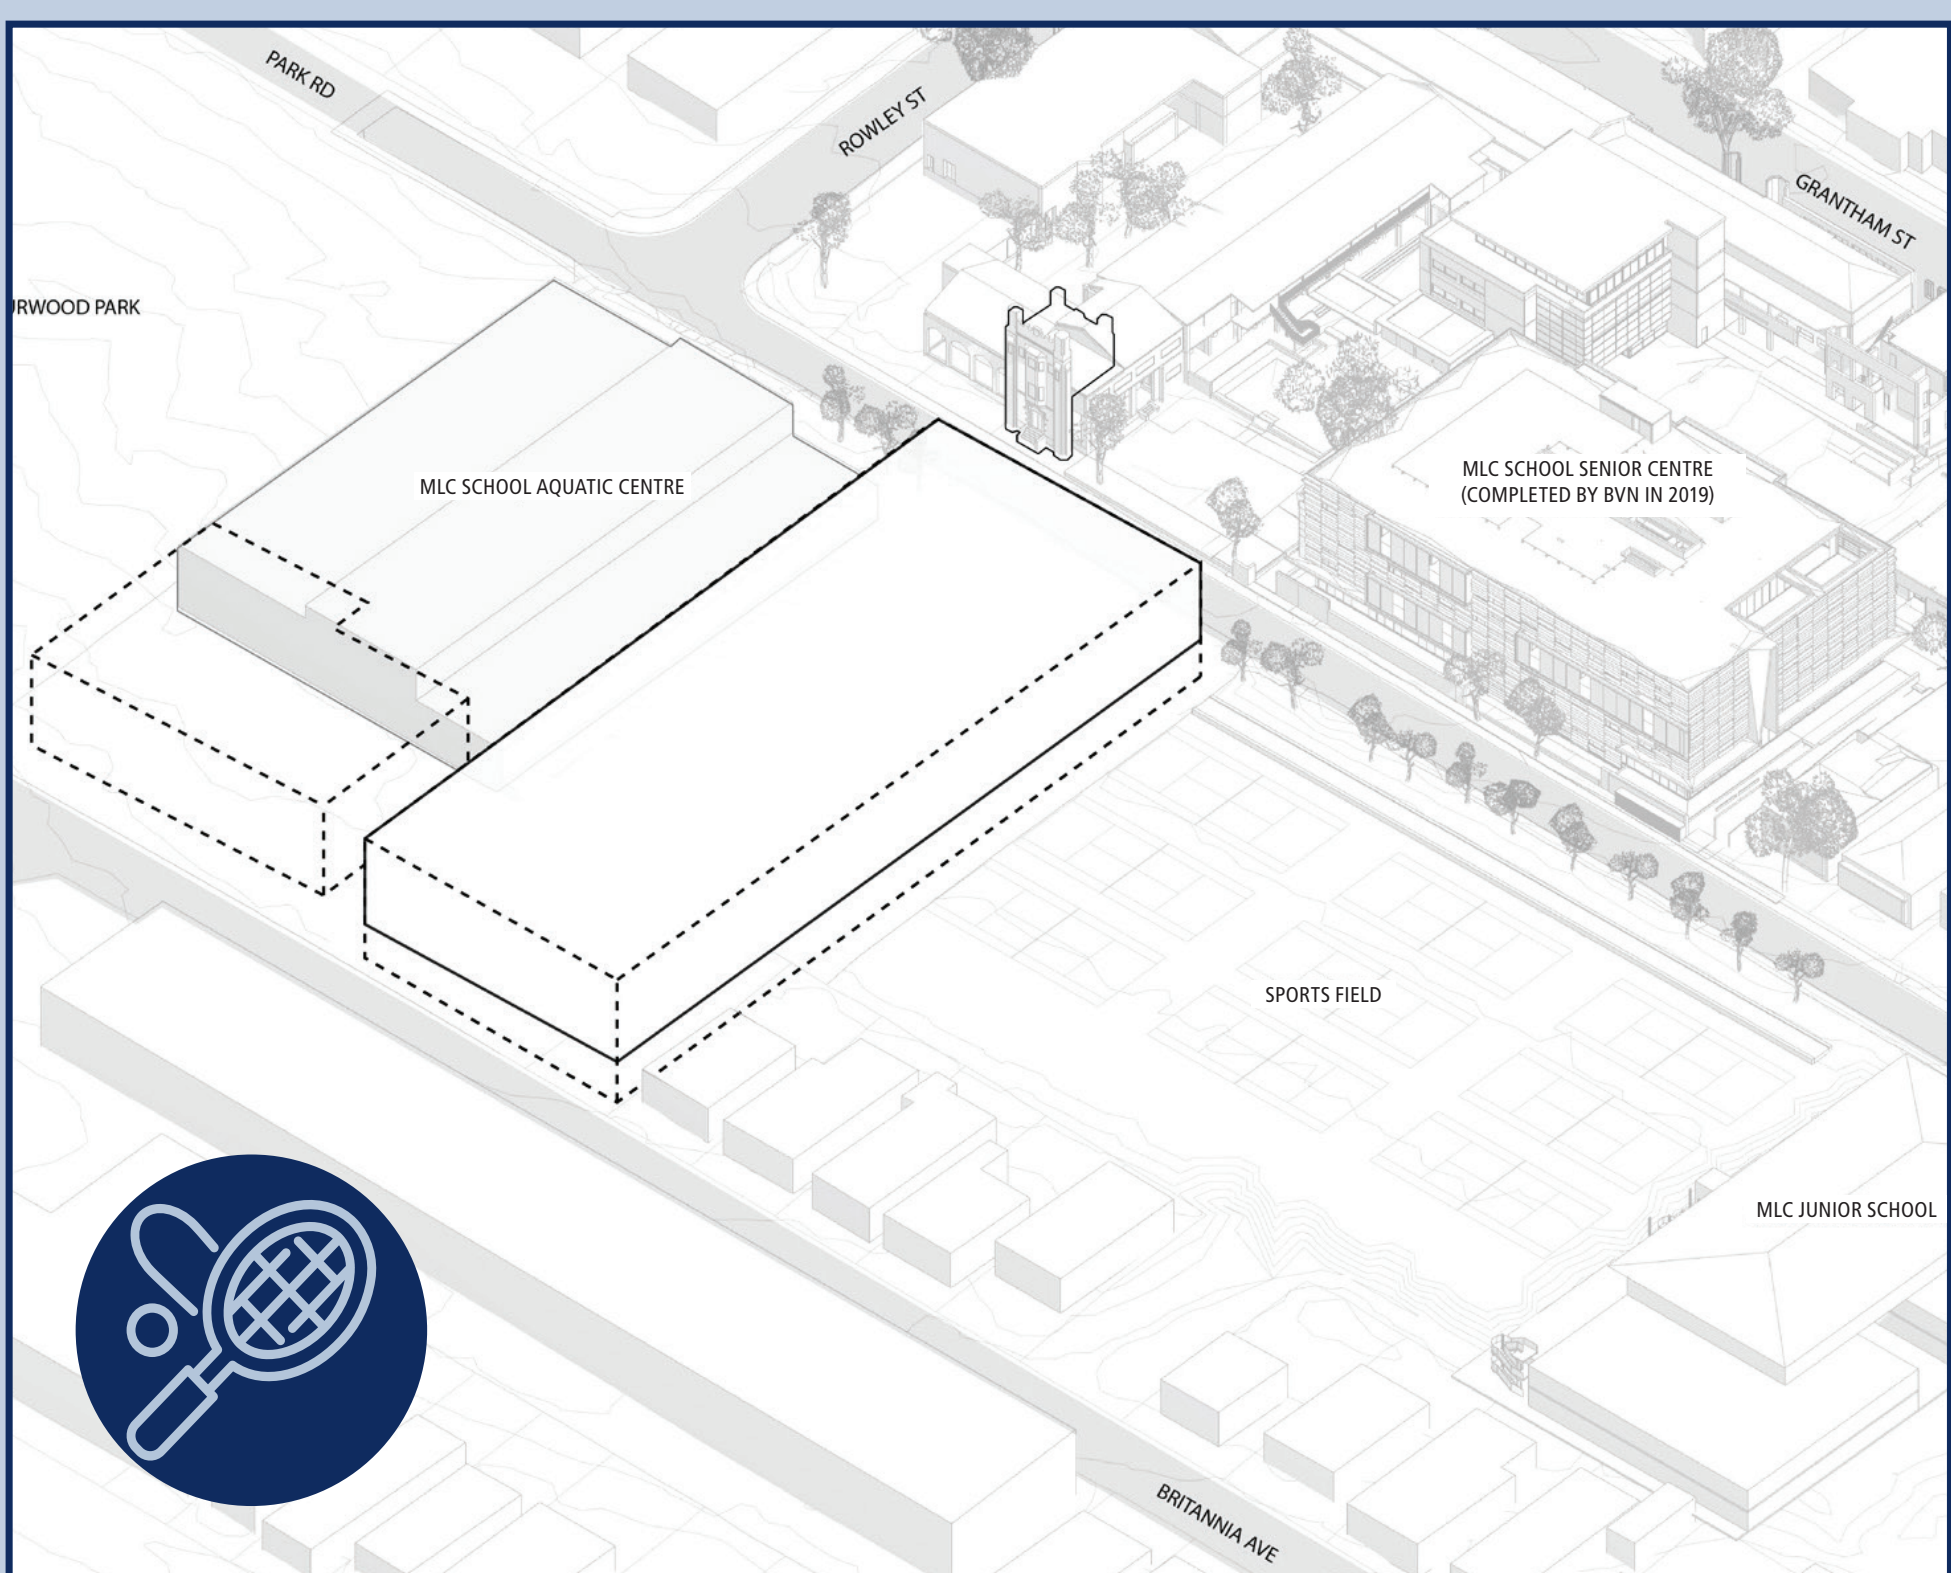 PARK RD
ROWLEY ST
GRANTHAM ST
URWOOD PARK
MLC SCHOOL AQUATIC CENTRE
MLC SCHOOL SENIOR CENTRE
(COMPLETED BY BVN IN 2019)
SPORTS FIELD
MLC JUNIOR SCHOOL
BRITANNIA AVE